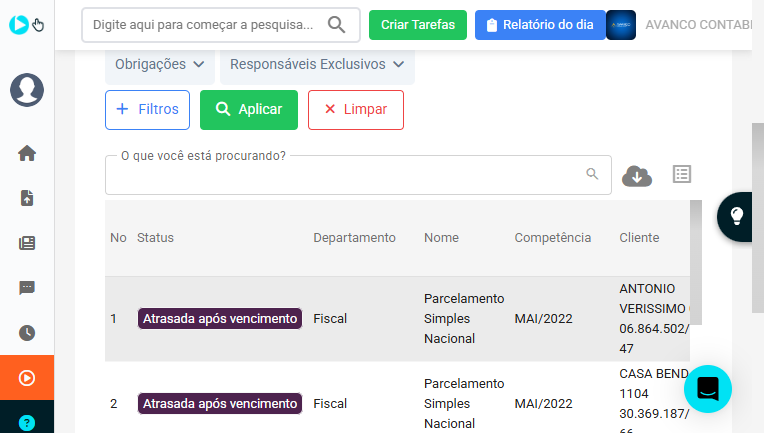 Digite aqui para começar a pesquisa...
Criar Tarefas
Relatório do dia
AVANCO CONTABI
Obrigações
Responsáveis Exclusivos
+ Filtros
Aplicar
× Limpar
O que você está procurando?
No Status Departamento Nome Competência Cliente
1 Atrasada após vencimento Fiscal Parcelamento Simples Nacional MAI/2022 ANTONIO VERISSIMO 06.864.502/ 47
2 Atrasada após vencimento Fiscal Parcelamento Simples Nacional MAI/2022 CASA BEND 1104 30.369.187/